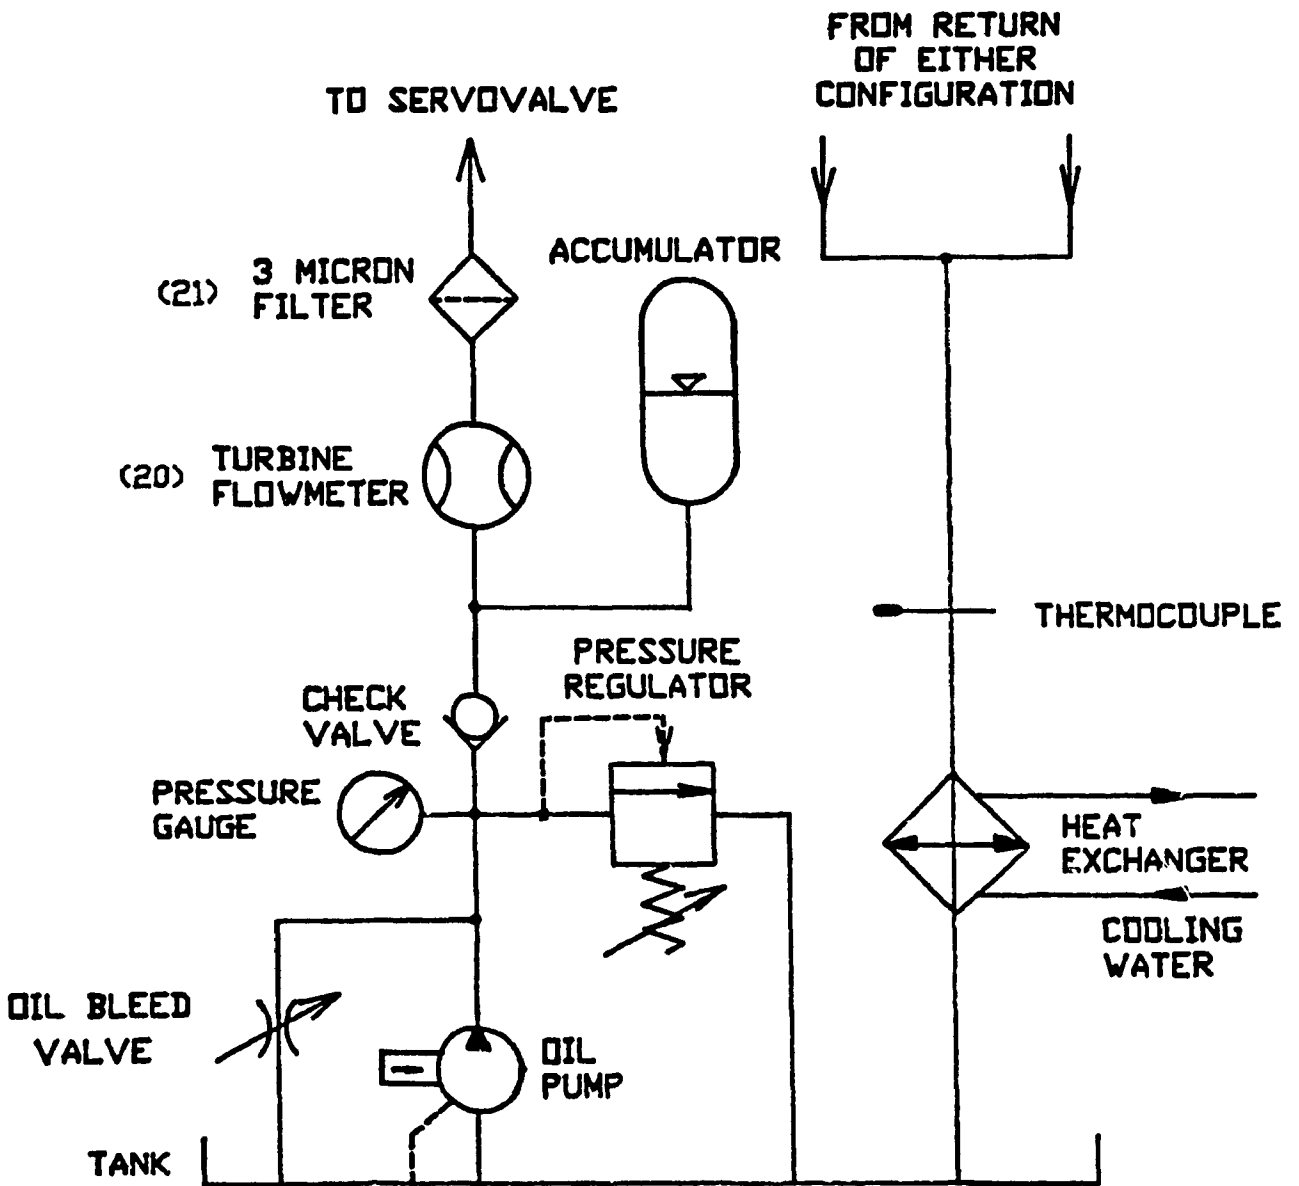 FROM RETURN
OF EITHER
CONFIGURATION
TO SERVOVALVE
ACCUMULATOR
(21) 3 MICRON
FILTER
(20) TURBINE
FLOWMETER
THERMOCOUPLE
PRESSURE
REGULATOR
CHECK
VALVE
PRESSURE
GAUGE
HEAT
EXCHANGER
COOLING
WATER
OIL BLEED
VALVE
OIL
PUMP
TANK